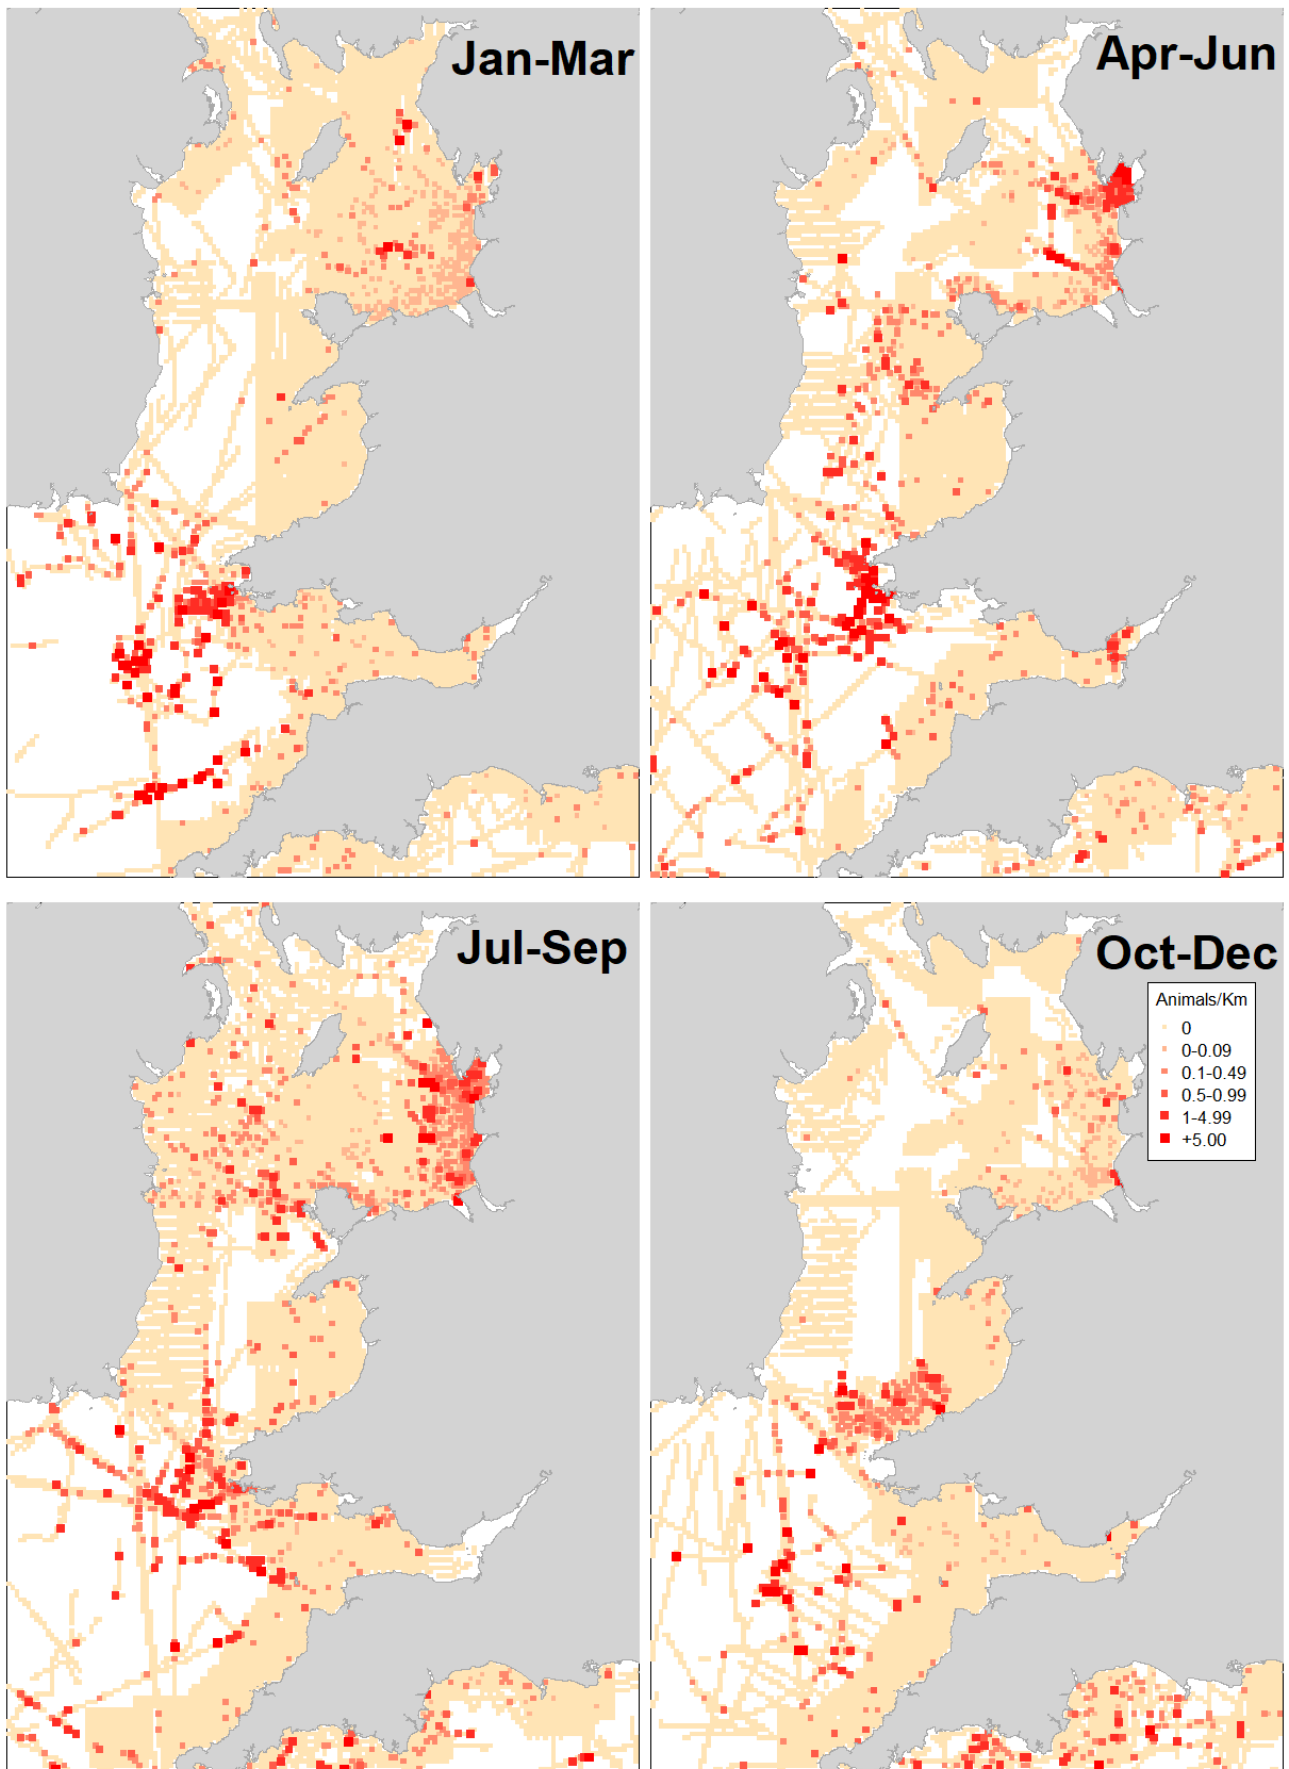 Jan-Mar
Apr-Jun
Jul-Sep
Oct-Dec
Animals/Km
0
0-0.09
0.1-0.49
0.5-0.99
1-4.99
+5.00